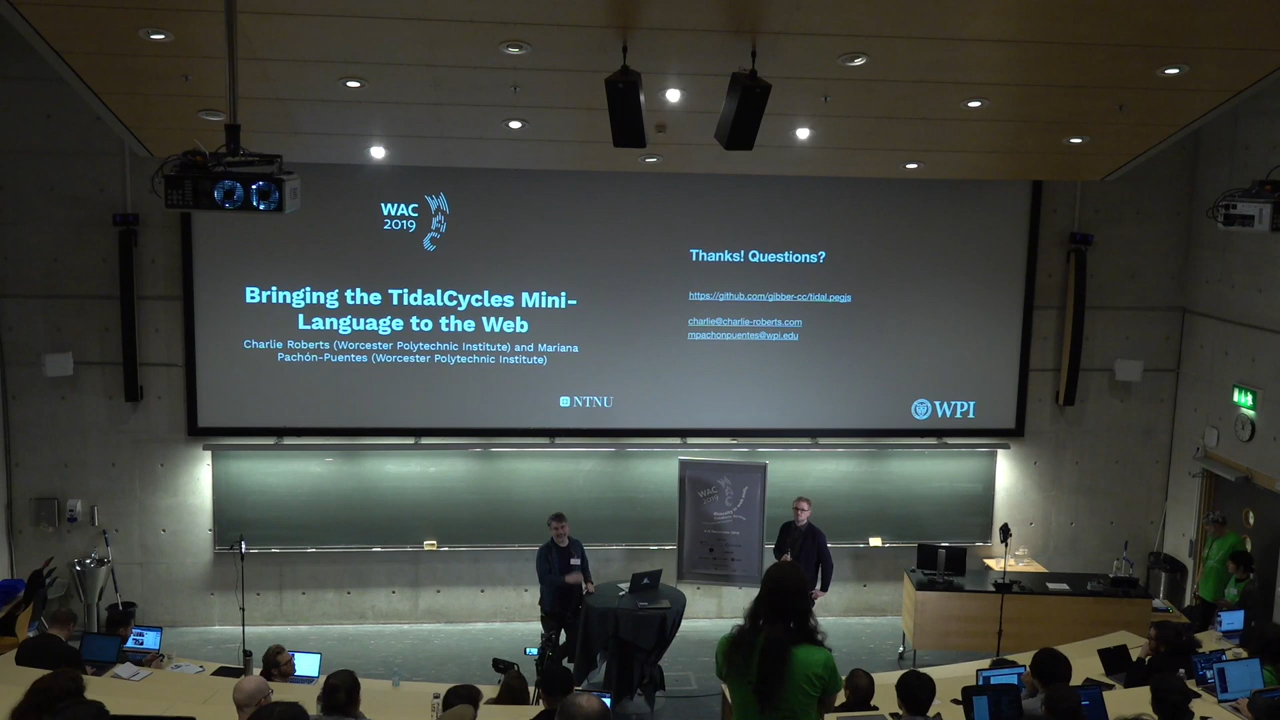 WAC
2019
Bringing the TidalCycles Mini-
Language to the Web
Charlie Roberts (Worcester Polytechnic Institute) and Mariana
Pachón-Puentes (Worcester Polytechnic Institute)
NTNU
Thanks! Questions?
https://github.com/gibber-cc/tidal.pegjs
charlie@charlie-roberts.com
mpachonpuentes@wpi.edu
WPI
WAC
2019